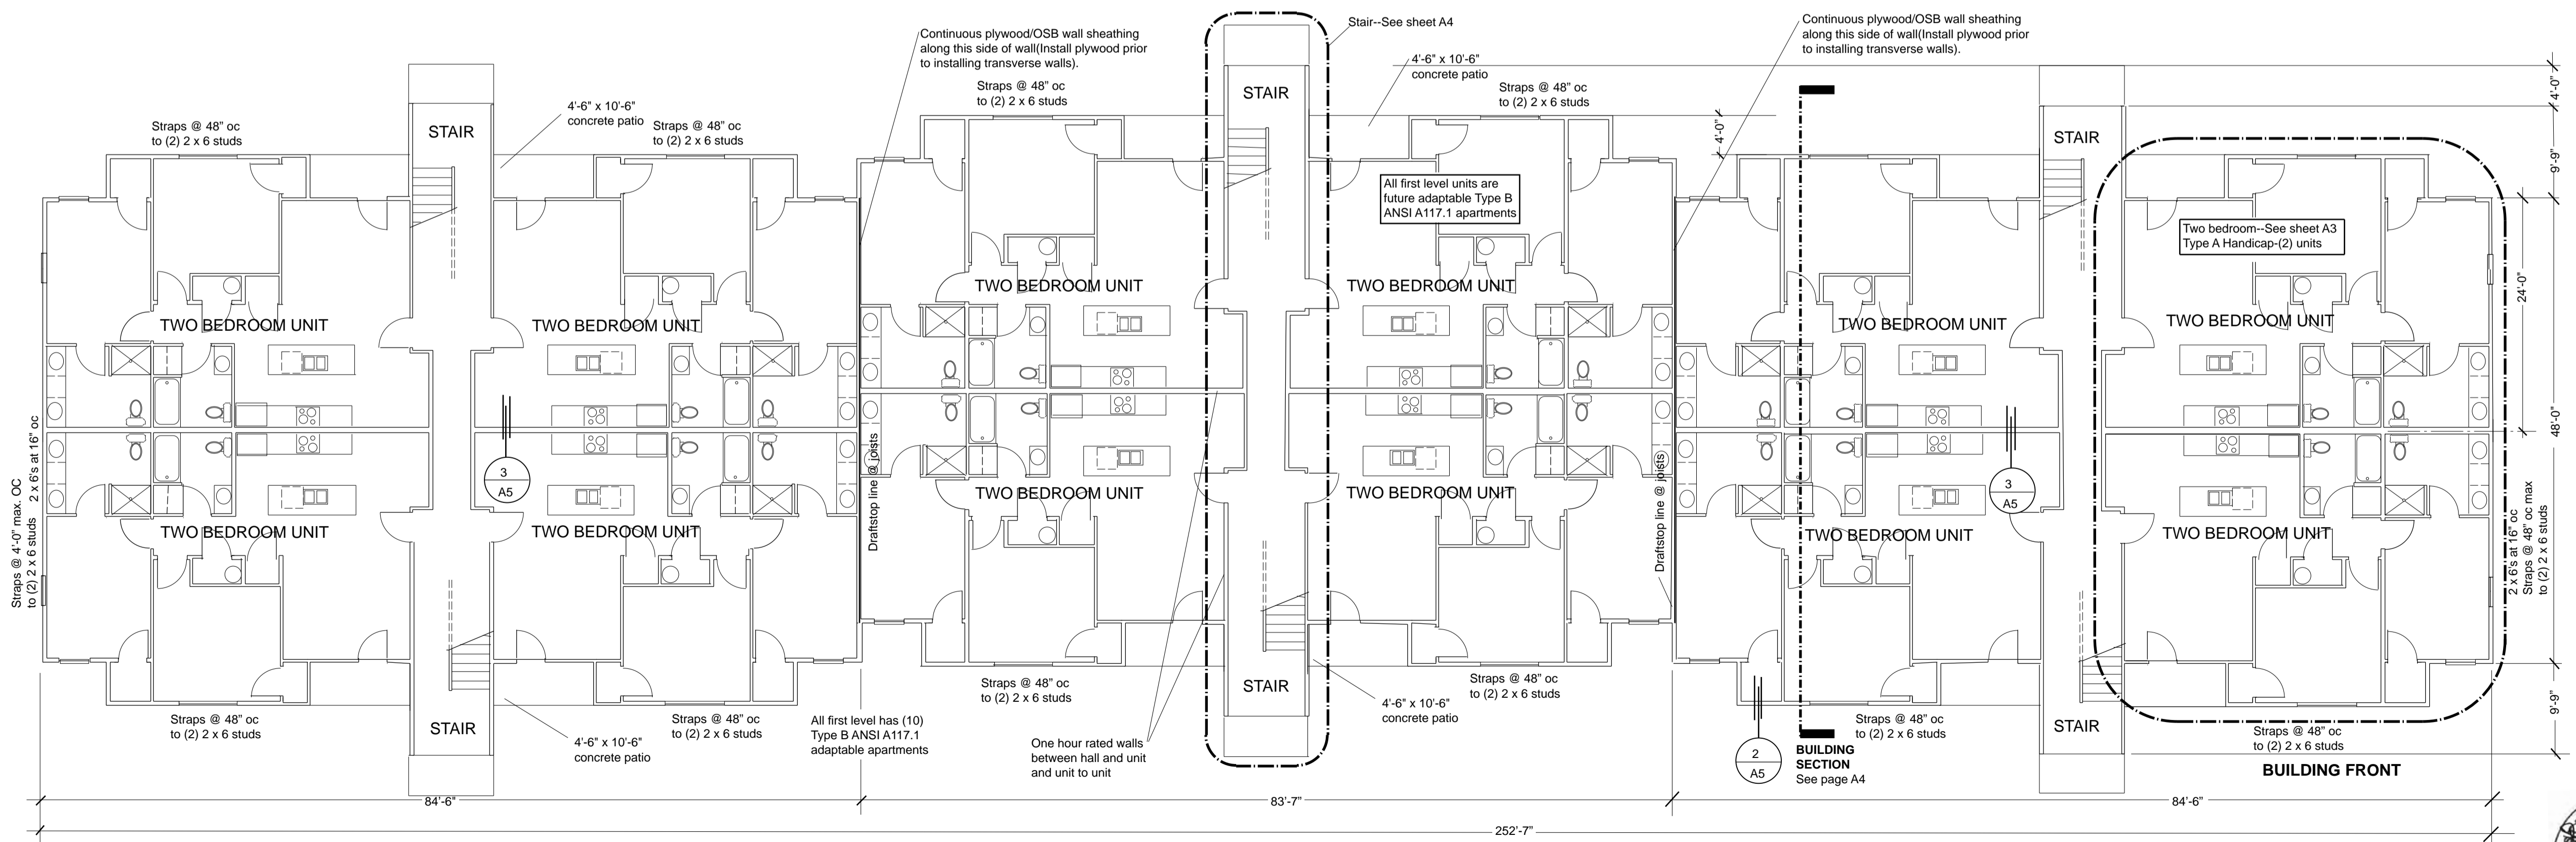 Continuous plywood/OSB wall sheathing
along this side of wall(Install plywood prior
to installing transverse walls).
Stair--See sheet A4
Continuous plywood/OSB wall sheathing
along this side of wall(Install plywood prior
to installing transverse walls).
4'-6" x 10'-6"
concrete patio
Straps @ 48" oc
to (2) 2 x 6 studs
STAIR
Straps @ 48" oc
to (2) 2 x 6 studs
4'-0"
4'-6" x 10'-6"
concrete patio
Straps @ 48" oc
to (2) 2 x 6 studs
STAIR
Straps @ 48" oc
to (2) 2 x 6 studs
4'-0"
STAIR
9'-9"
All first level units are
future adaptable Type B
ANSI A117.1 apartments
Two bedroom--See sheet A3
Type A Handicap-(2) units
24'-0"
48'-0"
TWO BEDROOM UNIT
TWO BEDROOM UNIT
TWO BEDROOM UNIT
TWO BEDROOM UNIT
TWO BEDROOM UNIT
TWO BEDROOM UNIT
Straps @ 4'-0" max. OC
to (2) 2 x 6 studs
2 x 6's at 16" oc
3
A5
Draftstop line @ joists
Draftstop line @ joists
3
A5
2 x 6's at 16" oc
Straps @ 48" oc max
to (2) 2 x 6 studs
TWO BEDROOM UNIT
TWO BEDROOM UNIT
TWO BEDROOM UNIT
TWO BEDROOM UNIT
TWO BEDROOM UNIT
TWO BEDROOM UNIT
Straps @ 48" oc
to (2) 2 x 6 studs
STAIR
Straps @ 48" oc
to (2) 2 x 6 studs
4'-6" x 10'-6"
concrete patio
All first level has (10)
Type B ANSI A117.1
adaptable apartments
Straps @ 48" oc
to (2) 2 x 6 studs
One hour rated walls
between hall and unit
and unit to unit
STAIR
4'-6" x 10'-6"
concrete patio
Straps @ 48" oc
to (2) 2 x 6 studs
2
A5
BUILDING
SECTION
See page A4
Straps @ 48" oc
to (2) 2 x 6 studs
STAIR
Straps @ 48" oc
to (2) 2 x 6 studs
9'-9"
BUILDING FRONT
84'-6"
83'-7"
84'-6"
252'-7"